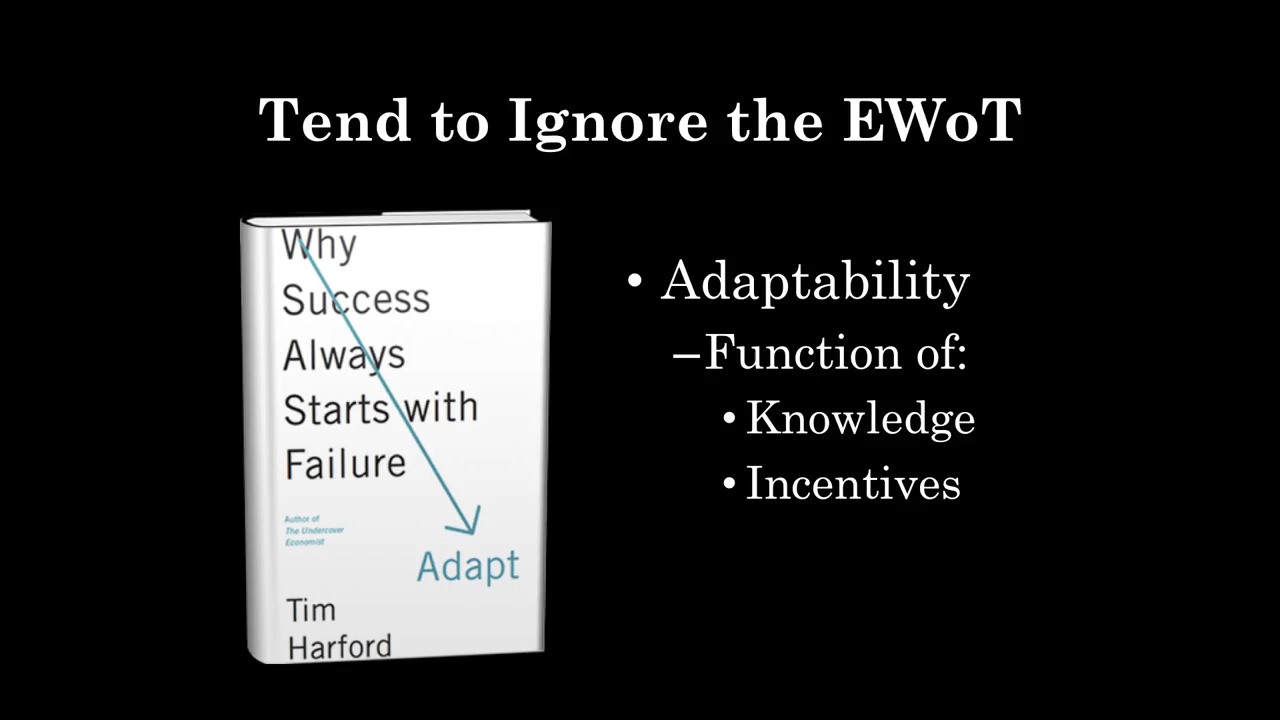 Tend to Ignore the EWoT
Why
Success
Always
Starts with
Failure
Author of
The Undercover
Economist
Adapt
Tim
Harford
• Adaptability
–Function of:
• Knowledge
• Incentives